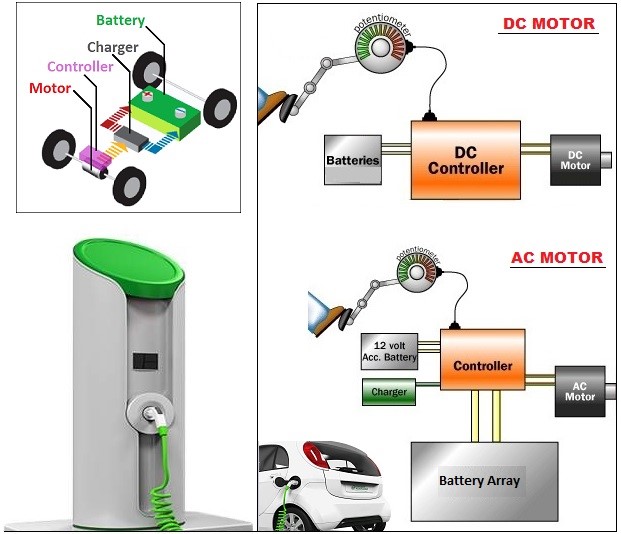 Battery
Charger
Controller
Motor
potentiometer
DC MOTOR
Batteries
DC
Controller
DC
Motor
potentiometer
AC MOTOR
12 volt
Acc. Battery
Controller
Charger
AC
Motor
Battery Array